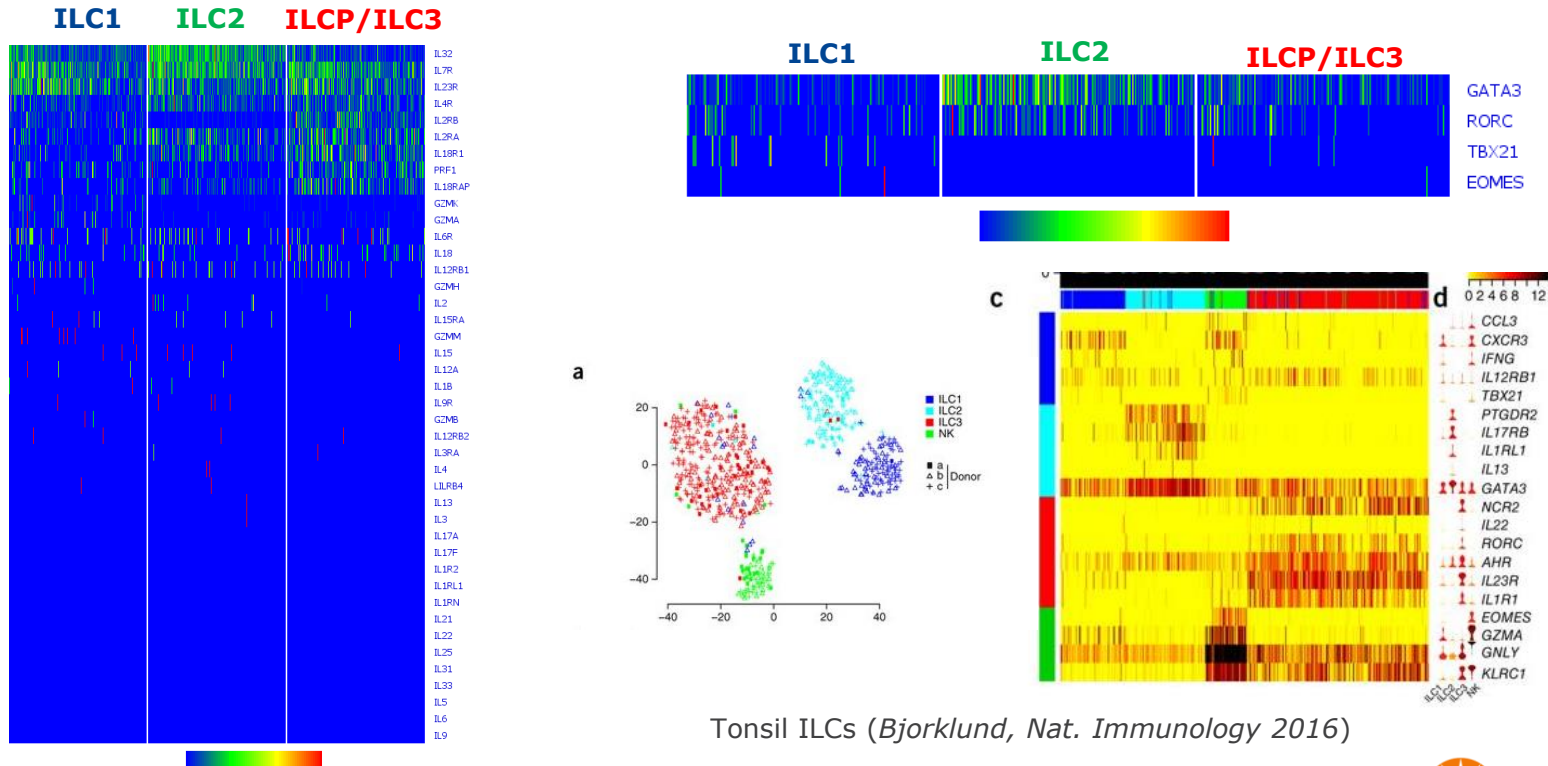 ILC1 ILC2 ILCP/ILC3
IL32
IL7R
IL23R
IL4R
IL2RB
IL2RA
IL18R1
PRF1
IL18RAP
GZMK
GZMA
IL6R
IL18
IL12RB1
GZMH
IL2
IL15RA
GZMM
IL15
IL12A
IL1B
IL9R
GZMB
IL12RB2
IL3RA
IL4
LILRB4
IL13
IL3
IL17A
IL17F
IL1R2
IL1RL1
IL1RN
IL21
IL22
IL25
IL31
IL33
IL5
IL6
IL9
ILC1 ILC2 ILCP/ILC3
GATA3
RORC
TBX21
EOMES
a
20
0
−20
−40
−40 −20 0 20 40
ILC1
ILC2
ILC3
NK
a
b
c
Donor
c
0
d
0 2 4 6 8 12
CCL3
CXCR3
IFNG
IL12RB1
TBX21
PTGDR2
IL17RB
IL1RL1
IL13
GATA3
NCR2
IL22
RORC
AHR
IL23R
IL1R1
EOMES
GZMA
GNLY
KLRC1
ILC1 ILC2 ILC3 NK
Tonsil ILCs (Bjorklund, Nat. Immunology 2016)